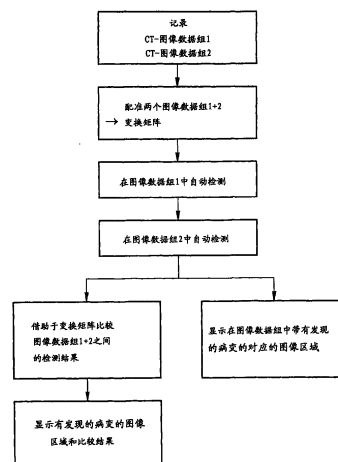 记录
CT-图像数据组1
CT-图像数据组2
配准两个图像数据组1+2
→ 变换矩阵
在图像数据组1中自动检测
在图像数据组2中自动检测
借助于变换矩阵比较
图像数据组1+2之间
的检测结果
显示在图像数据组中带有发现
的病变的对应的图像区域
显示有发现的病变的图像
区域和比较结果